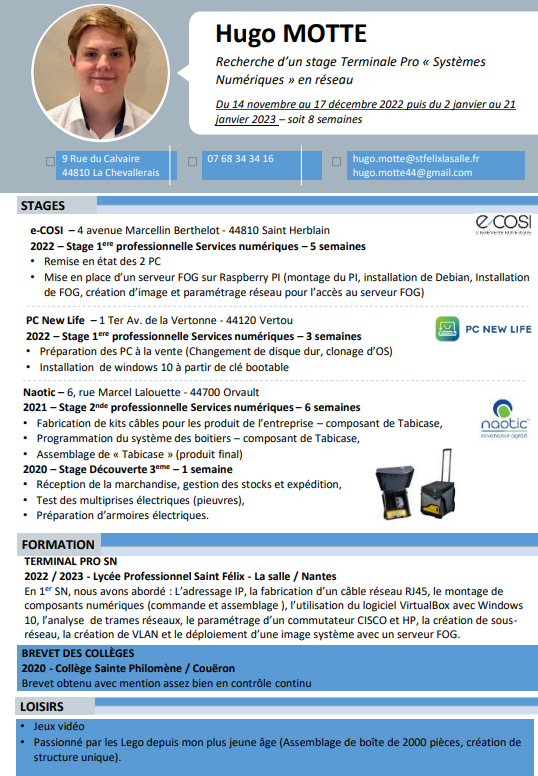 Hugo MOTTE
Recherche d'un stage Terminale Pro « Systèmes
Numériques » en réseau
Du 14 novembre au 17 décembre 2022 puis du 2 janvier au 21
janvier 2023 – soit 8 semaines
9 Rue du Calvaire
44810 La Chevallerais
07 68 34 34 16
hugo.motte@stfelixlasalle.fr
hugo.motte44@gmail.com
STAGES
e-COSI – 4 avenue Marcellin Berthelot - 44810 Saint Herblain
e-COSI
2022 – Stage 1ere professionnelle Services numériques – 5 semaines
• Remise en état des 2 PC
• Mise en place d'un serveur FOG sur Raspberry PI (montage du PI, installation de Debian, Installation
de FOG, création d'image et paramétrage réseau pour l'accès au serveur FOG)
PC New Life – 1 Ter Av. de la Vertonne - 44120 Vertou
PC NEW LIFE
2022 – Stage 1ere professionnelle Services numériques – 3 semaines
• Préparation des PC à la vente (Changement de disque dur, clonage d'OS)
• Installation de windows 10 à partir de clé bootable
Naotic – 6, rue Marcel Lalouette - 44700 Orvault
2021 – Stage 2nde professionnelle Services numériques – 6 semaines
• Fabrication de kits câbles pour les produit de l'entreprise – composant de Tabicase,
naotic
revendeur agréé
• Programmation du système des boitiers – composant de Tabicase,
• Assemblage de « Tabicase » (produit final)
2020 – Stage Découverte 3eme – 1 semaine
• Réception de la marchandise, gestion des stocks et expédition,
• Test des multiprises électriques (pieuvres),
• Préparation d'armoires électriques.
FORMATION
TERMINAL PRO SN
2022 / 2023 - Lycée Professionnel Saint Félix - La salle / Nantes
En 1er SN, nous avons abordé : L'adressage IP, la fabrication d'un câble réseau RJ45, le montage de
composants numériques (commande et assemblage ), l'utilisation du logiciel VirtualBox avec Windows
10, l'analyse de trames réseaux, le paramétrage d'un commutateur CISCO et HP, la création de sous-
réseau, la création de VLAN et le déploiement d'une image système avec un serveur FOG.
BREVET DES COLLÈGES
2020 - Collège Sainte Philomène / Couëron
Brevet obtenu avec mention assez bien en contrôle continu
LOISIRS
• Jeux vidéo
• Passionné par les Lego depuis mon plus jeune âge (Assemblage de boîte de 2000 pièces, création de
structure unique).